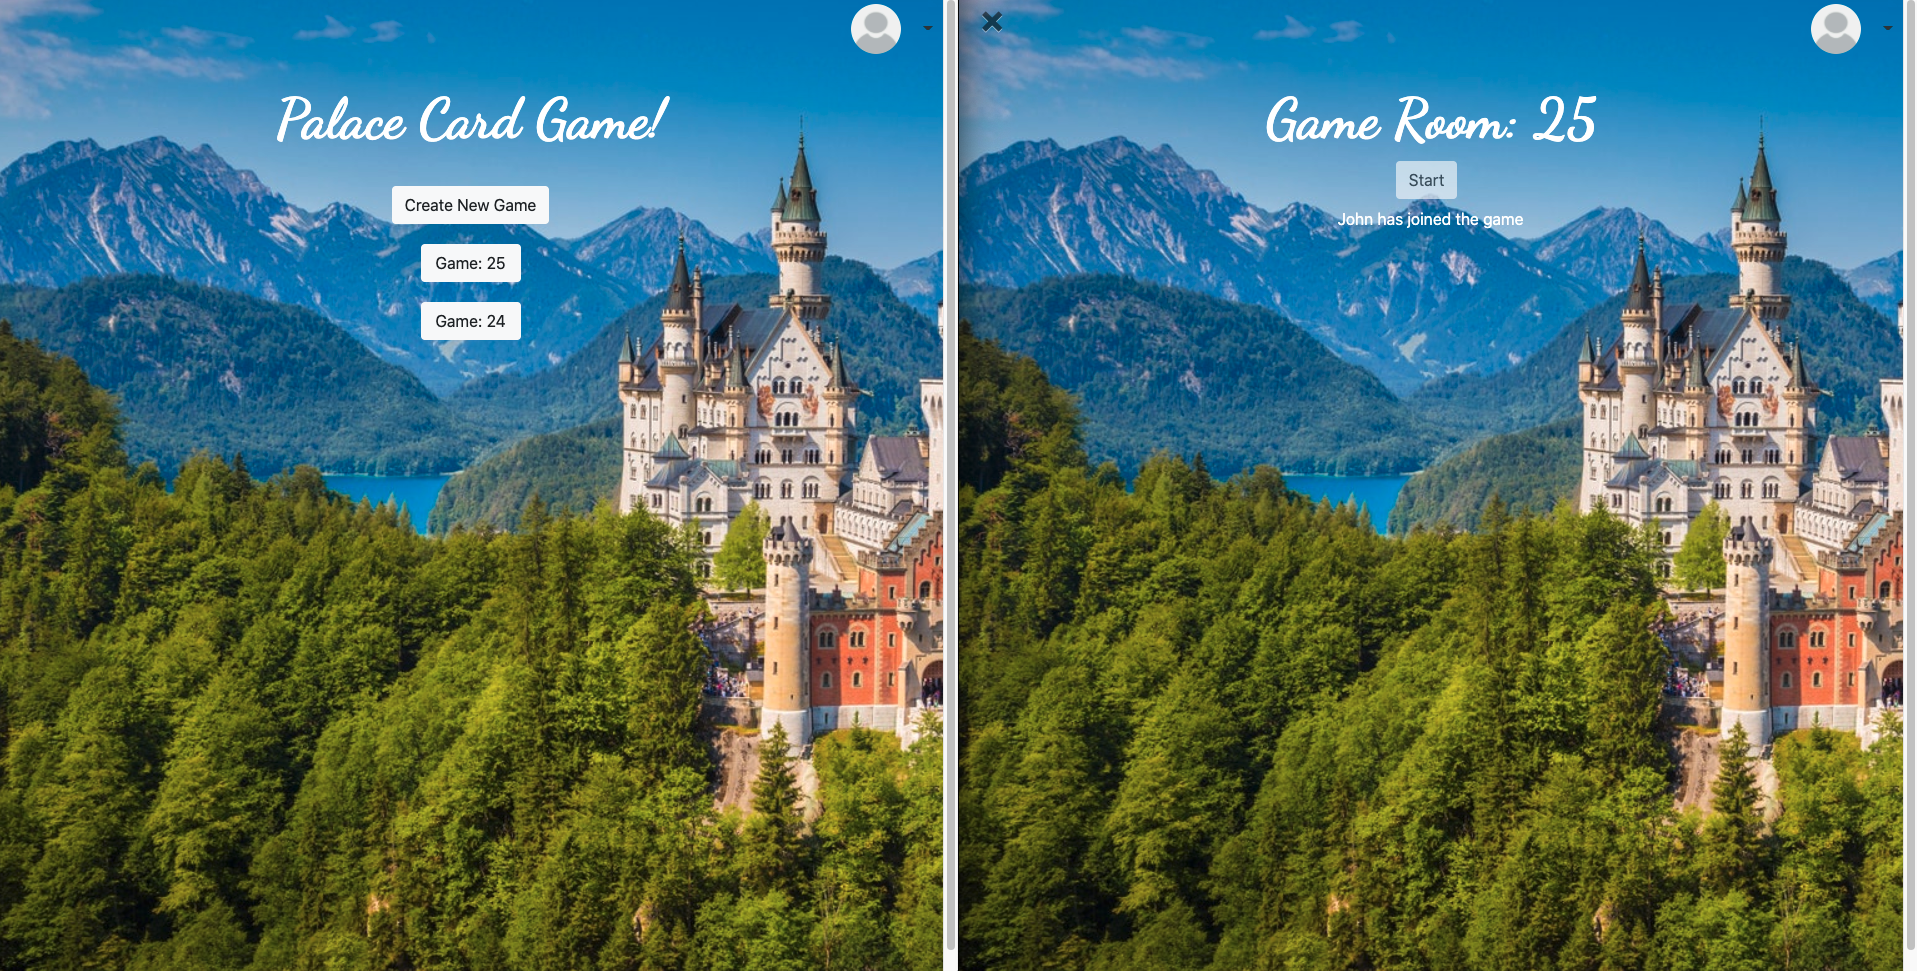 Palace Card Game!
Create New Game
Game: 25
Game: 24
Game Room: 25
Start
John has joined the game